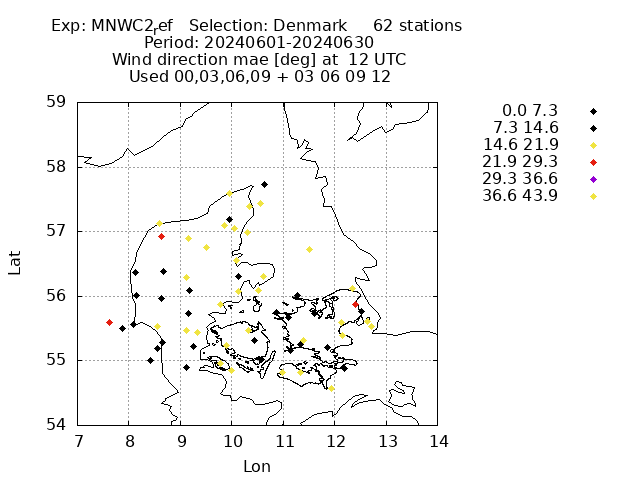 Exp: MNWC2ref   Selection: Denmark     62 stations
Period: 20240601-20240630
Wind direction mae [deg] at  12 UTC
Used 00,03,06,09 + 03 06 09 12
0.0 7.3
7.3 14.6
14.6 21.9
21.9 29.3
29.3 36.6
36.6 43.9
59
58
57
56
55
54
Lat
7 8 9 10 11 12 13 14
Lon